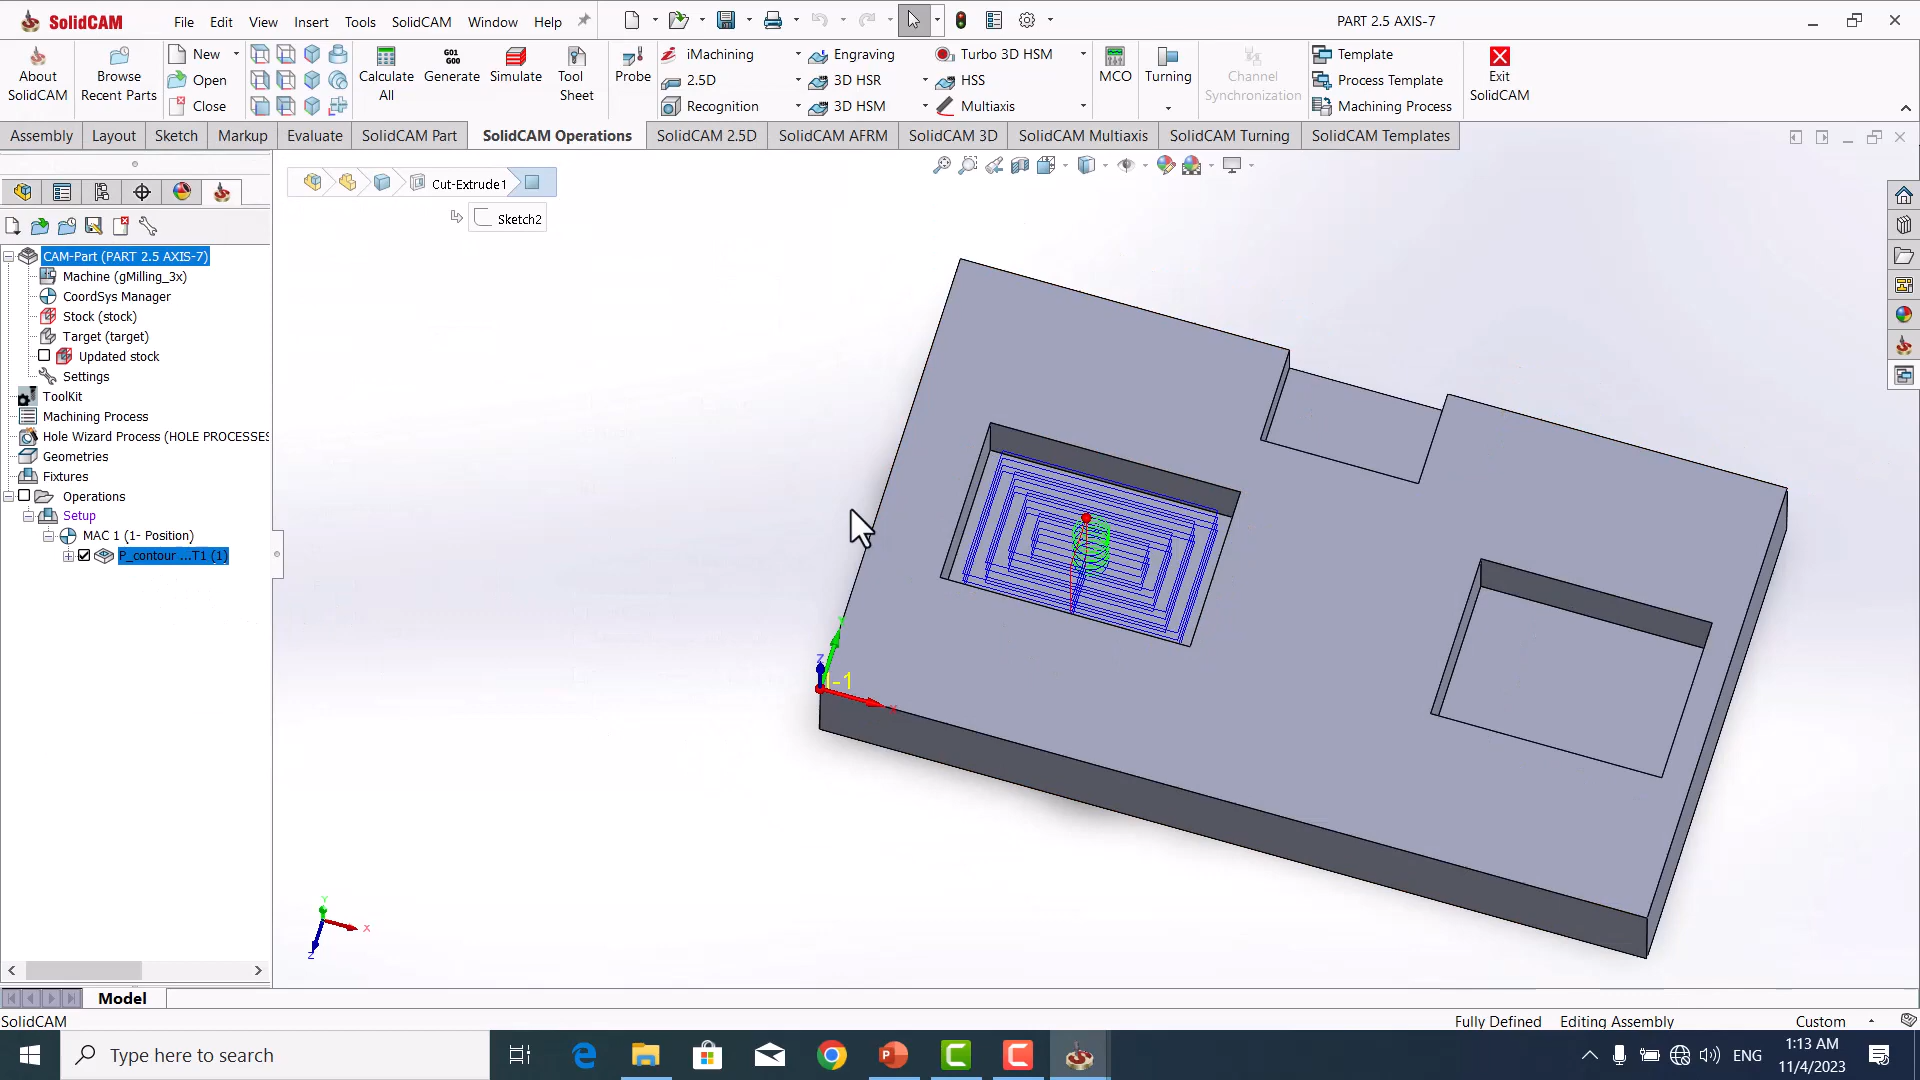 SolidCAM File Edit View Insert Tools SolidCAM Window Help PART 2.5 AXIS-7
About SolidCAM
Browse Recent Parts
New
Open
Close
Calculate All
G01 G00
Generate
Simulate
Tool Sheet
Probe
iMachining
2.5D
Recognition
Engraving
3D HSR
3D HSM
Turbo 3D HSM
HSS
Multiaxis
MCO
Turning
Channel Synchronization
Template
Process Template
Machining Process
Exit SolidCAM
Assembly Layout Sketch Markup Evaluate SolidCAM Part SolidCAM Operations SolidCAM 2.5D SolidCAM AFRM SolidCAM 3D SolidCAM Multiaxis SolidCAM Turning SolidCAM Templates
Cut-Extrude1
Sketch2
CAM-Part (PART 2.5 AXIS-7)
Machine (gMilling_3x)
CoordSys Manager
Stock (stock)
Target (target)
Updated stock
Settings
ToolKit
Machining Process
Hole Wizard Process (HOLE PROCESSES
Geometries
Fixtures
Operations
Setup
MAC 1 (1- Position)
P_contour ...T1 (1)
Y
Z
1-1
X
Y
X
Z
Model
SolidCAM Fully Defined Editing Assembly Custom
Type here to search
ENG
1:13 AM
11/4/2023